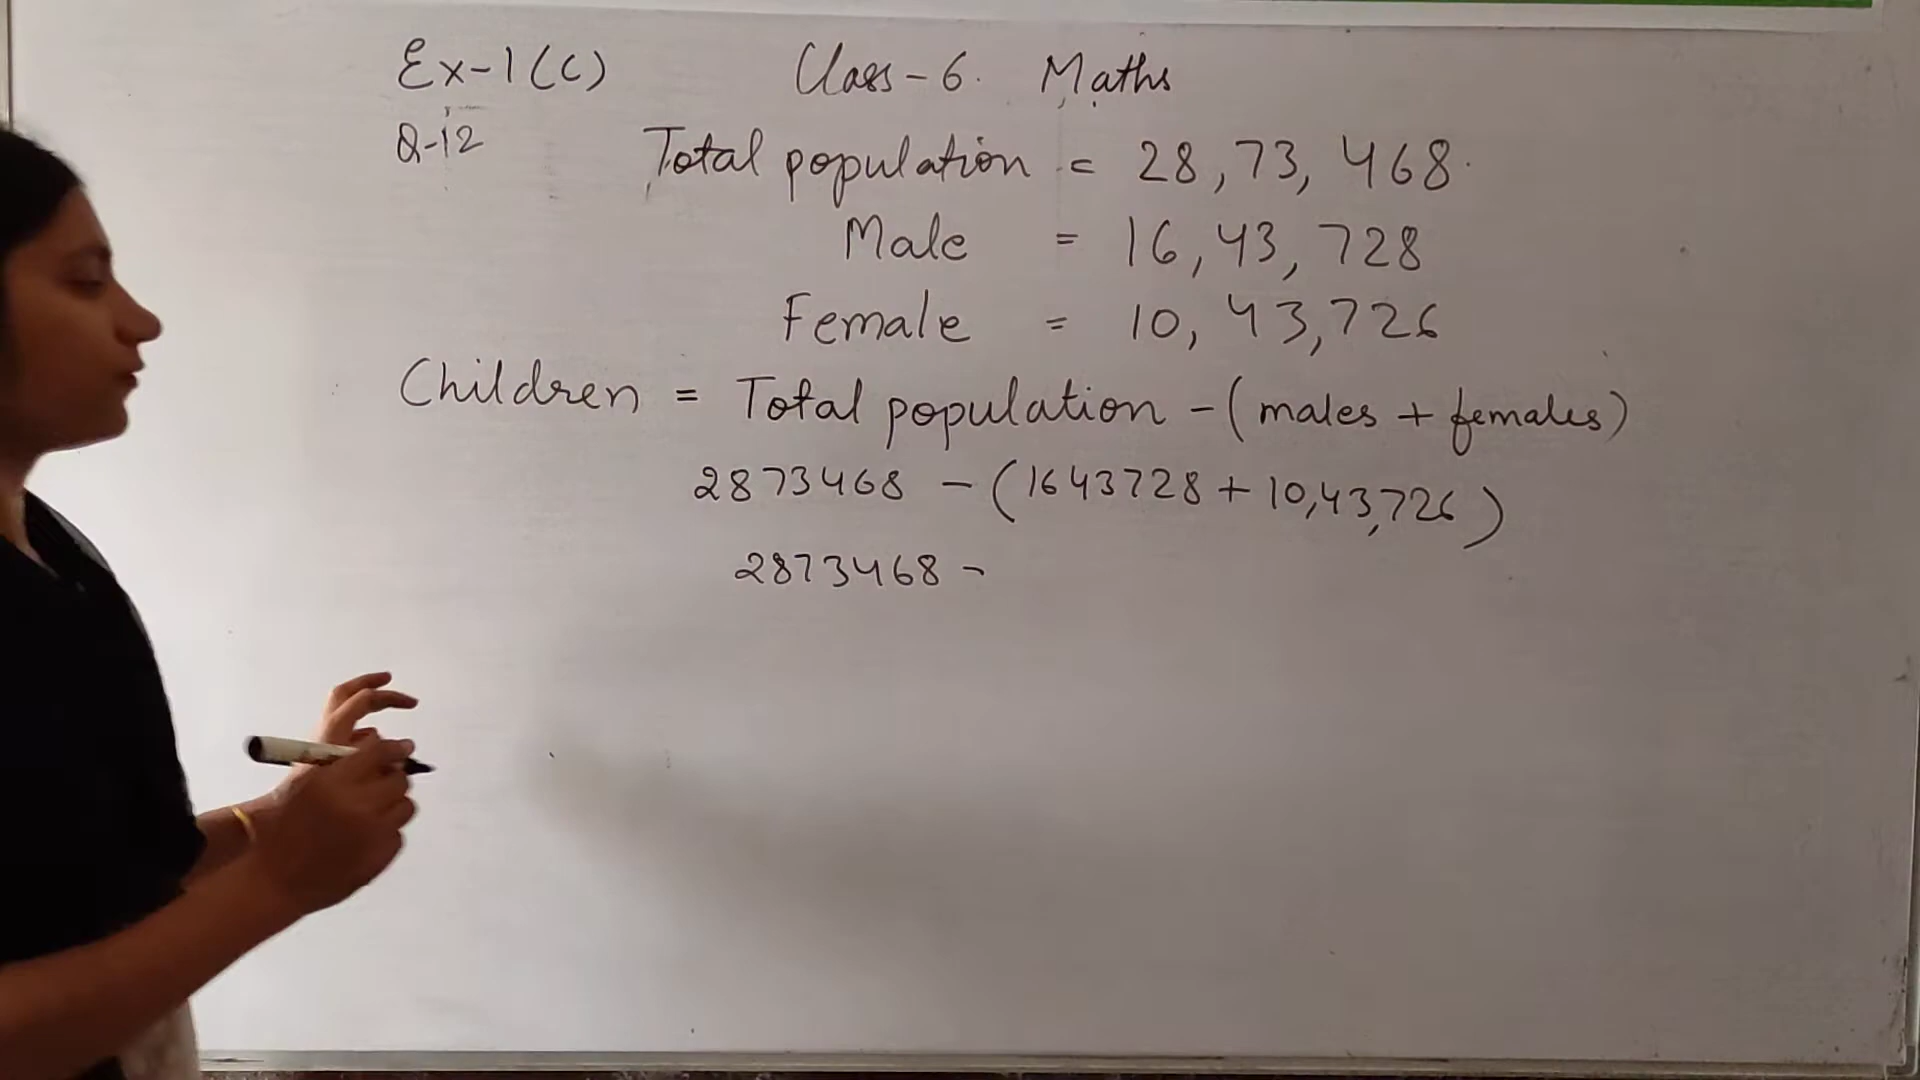 Ex-1(c) Class-6. Maths
Q-12 Total population = 28,73,468.
Male = 16,43,728
Female = 10,43,726
Children = Total population - (males + females)
2873468 - (1643728 + 10,43,726)
2873468 -